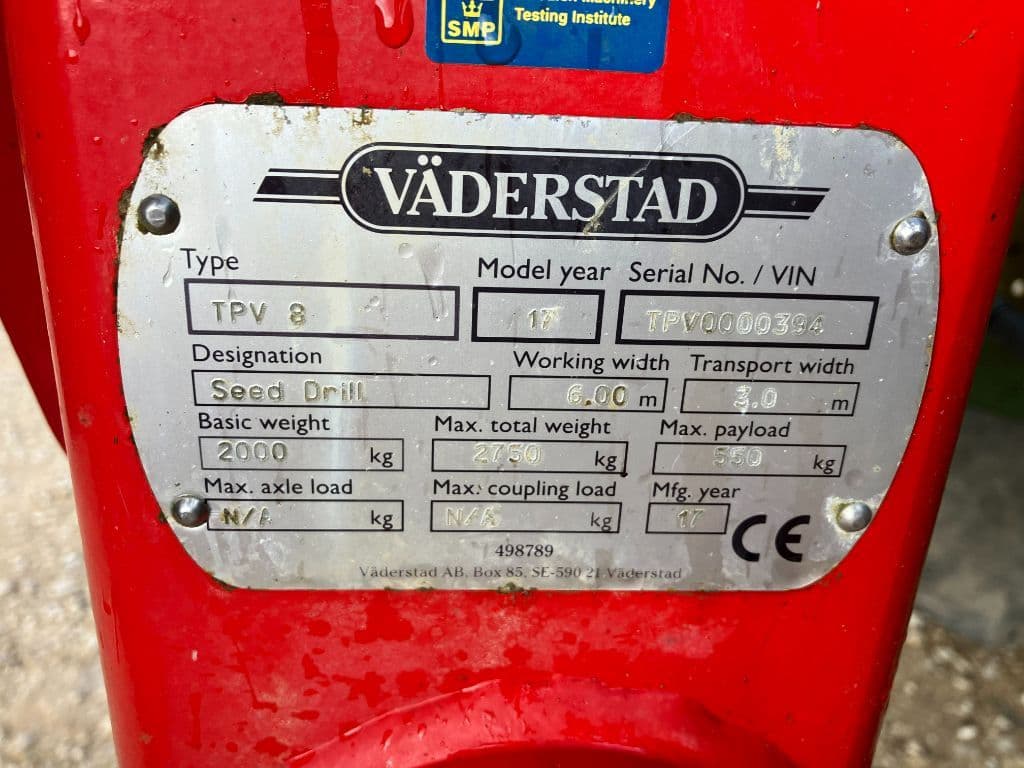 SMP
Testing Institute
VÄDERSTAD
Type Model year Serial No. / VIN
TPV 8 17 TPV0000394
Designation Working width Transport width
Seed Drill 6.00 m 3.0 m
Basic weight Max. total weight Max. payload
2000 kg 2750 kg 550 kg
Max. axle load Max. coupling load Mfg. year
N/A kg N/A kg 17 CE
498789
Väderstad AB, Box 85, SE-590 21 Väderstad